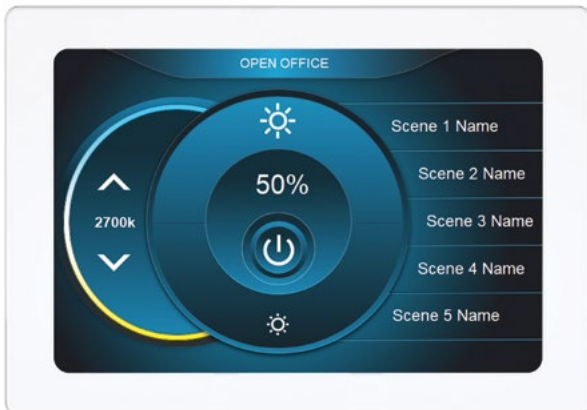 OPEN OFFICE
Scene 1 Name
Scene 2 Name
50%
2700k
Scene 3 Name
Scene 4 Name
Scene 5 Name